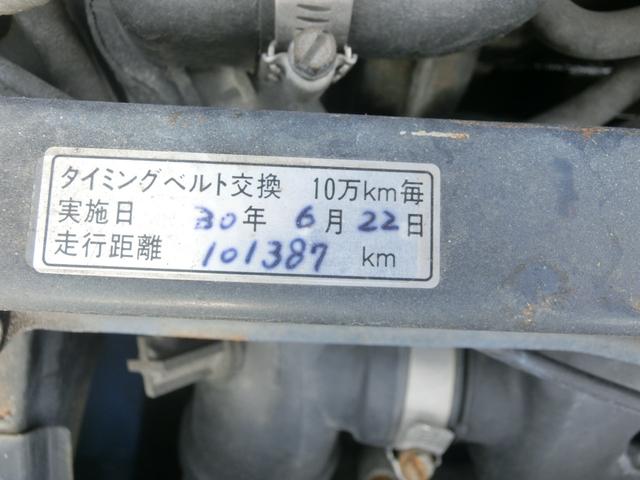 タイミングベルト交換 10万km毎
実施日 30年 6月 22日
走行距離 101387 km